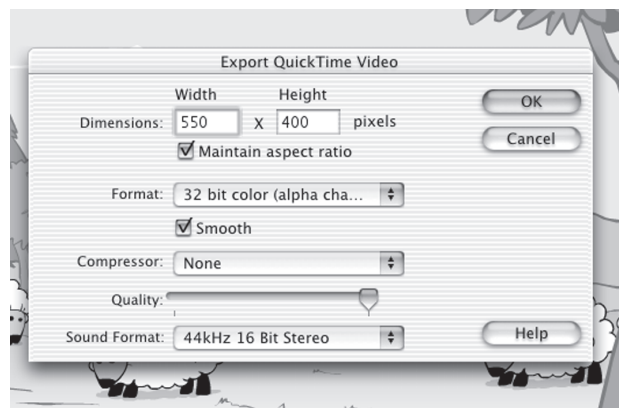 Export QuickTime Video
Width Height
Dimensions: 550 X 400 pixels
Maintain aspect ratio
OK
Cancel
Format: 32 bit color (alpha cha...
Smooth
Compressor: None
Quality:
Sound Format: 44kHz 16 Bit Stereo
Help